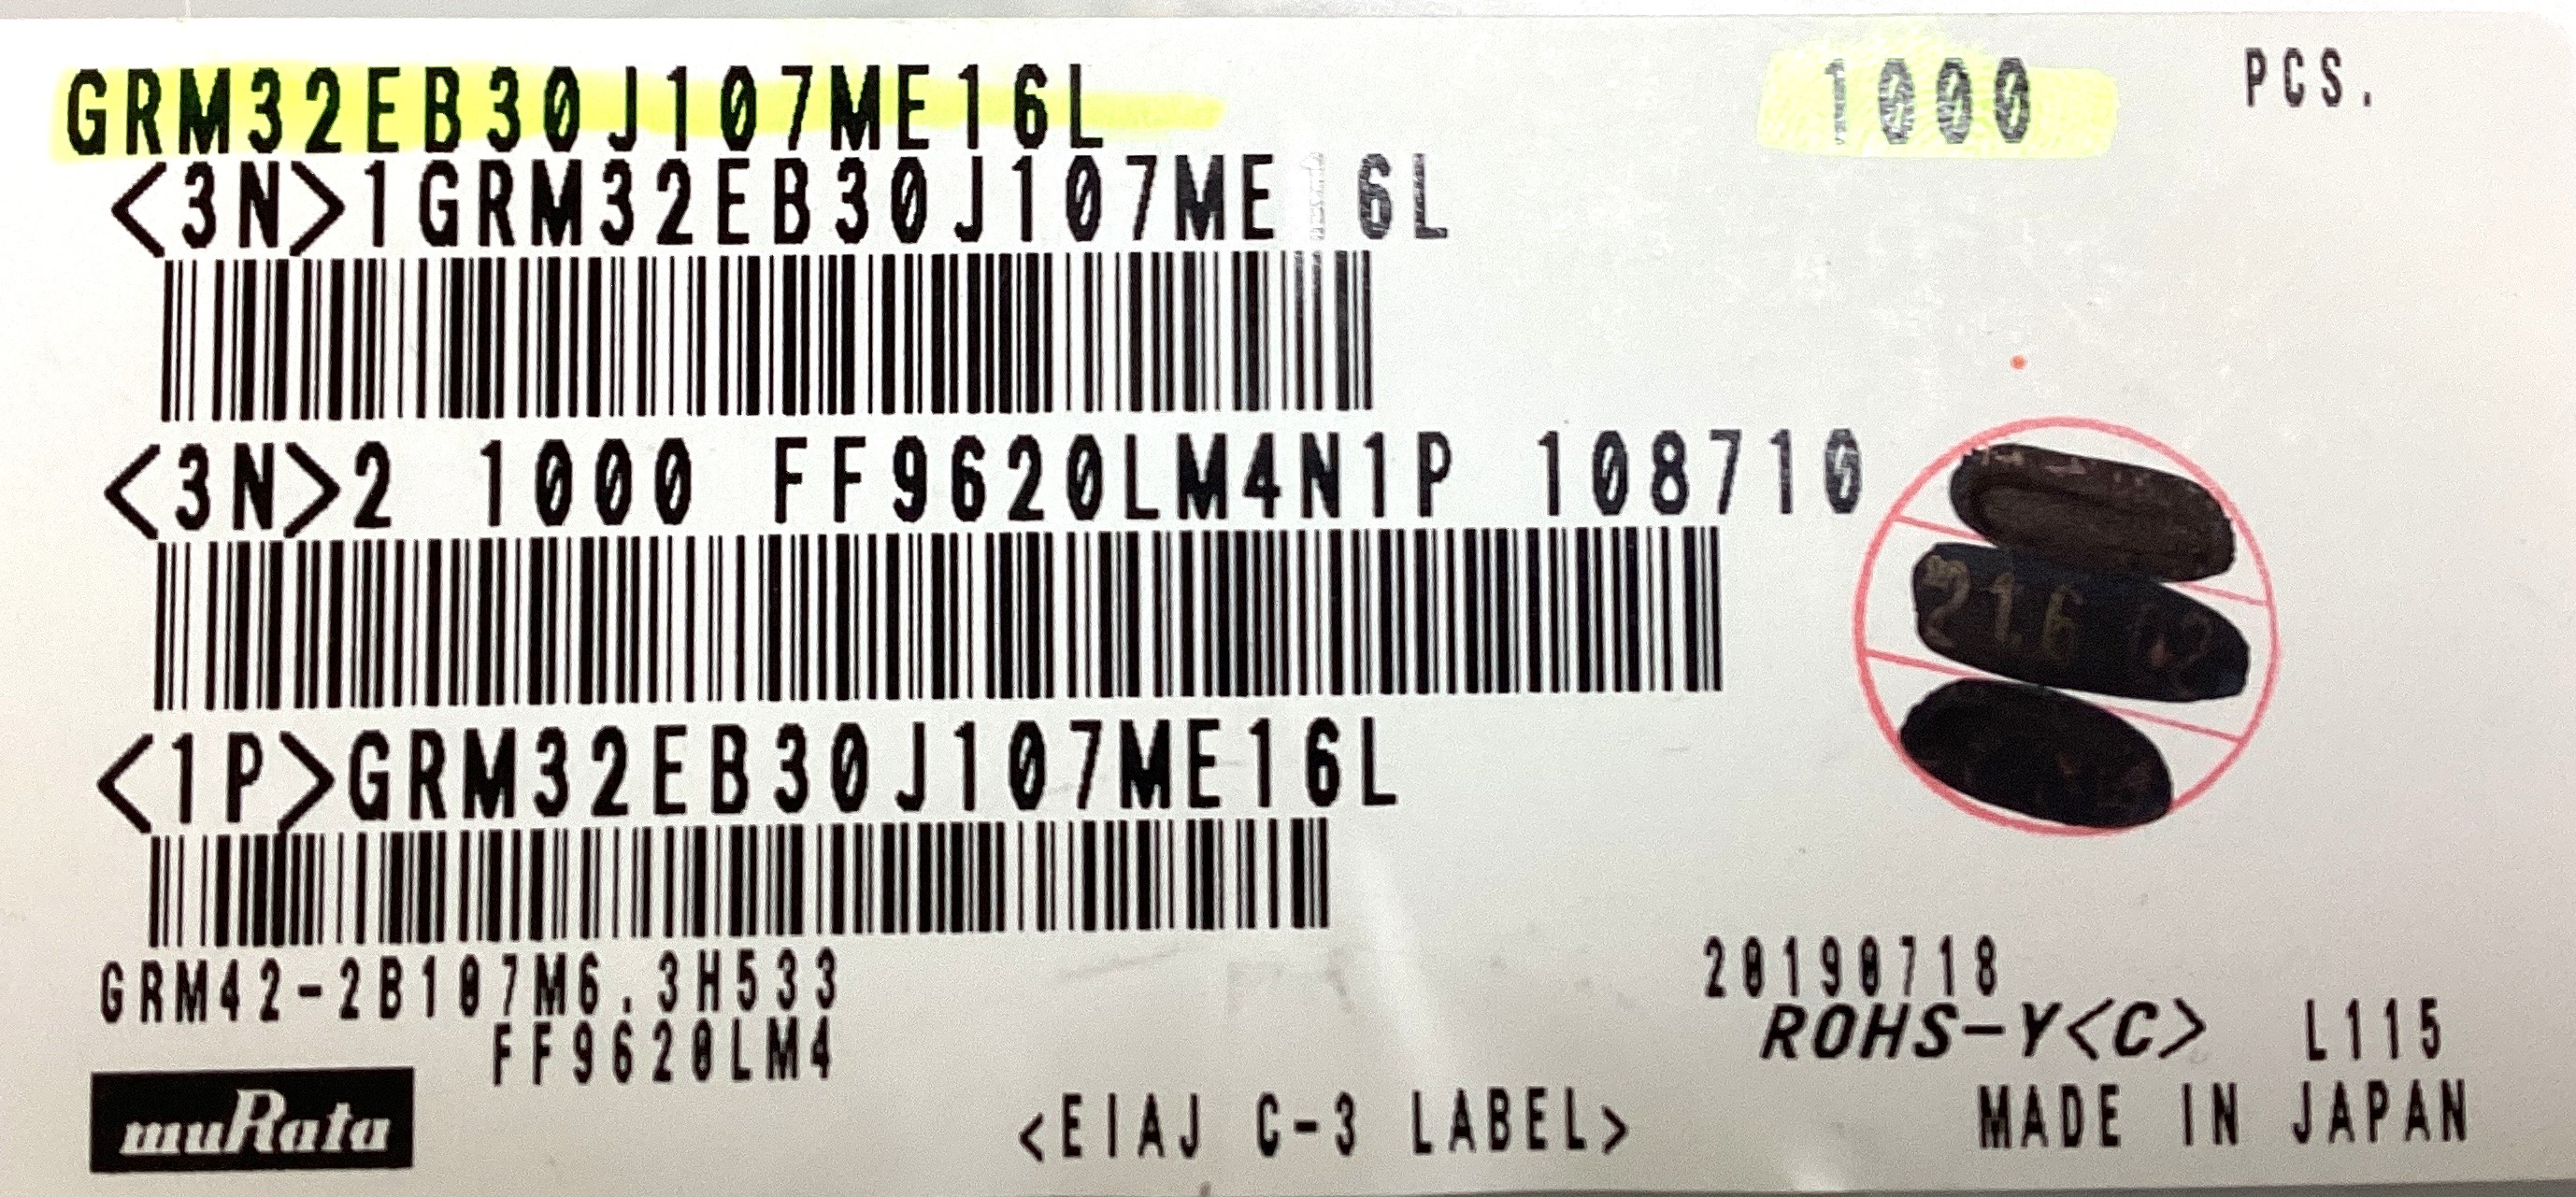 GRM32EB30J107ME16L 1000 PCS.
<3N>1GRM32EB30J107ME16L
<3N>2 1000 FF9620LM4N1P 108710
<1P>GRM32EB30J107ME16L
GRM42-2B107M6.3H533
FF9620LM4
20190718
ROHS-Y<C> L115
muRata
<EIAJ C-3 LABEL>
MADE IN JAPAN